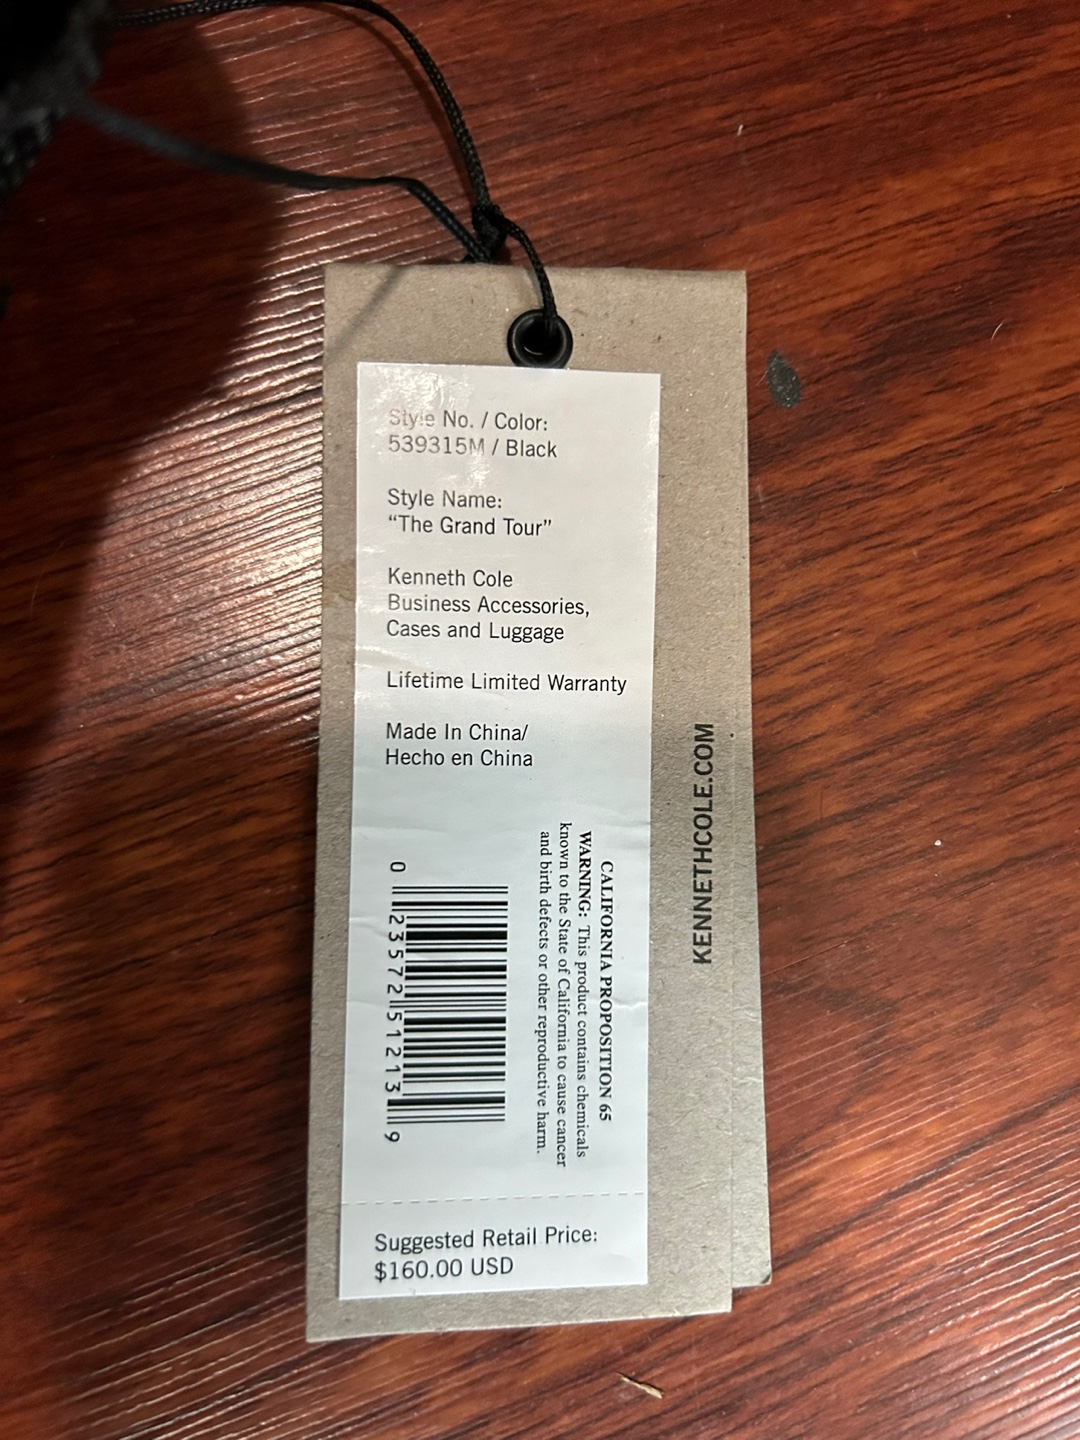 Style No. / Color:
539315M / Black
Style Name:
“The Grand Tour”
Kenneth Cole
Business Accessories,
Cases and Luggage
Lifetime Limited Warranty
Made In China/
Hecho en China
CALIFORNIA PROPOSITION 65
WARNING: This product contains chemicals
known to the State of California to cause cancer
and birth defects or other reproductive harm.
0 23572 51213 9
Suggested Retail Price:
$160.00 USD
KENNETHCOLE.COM